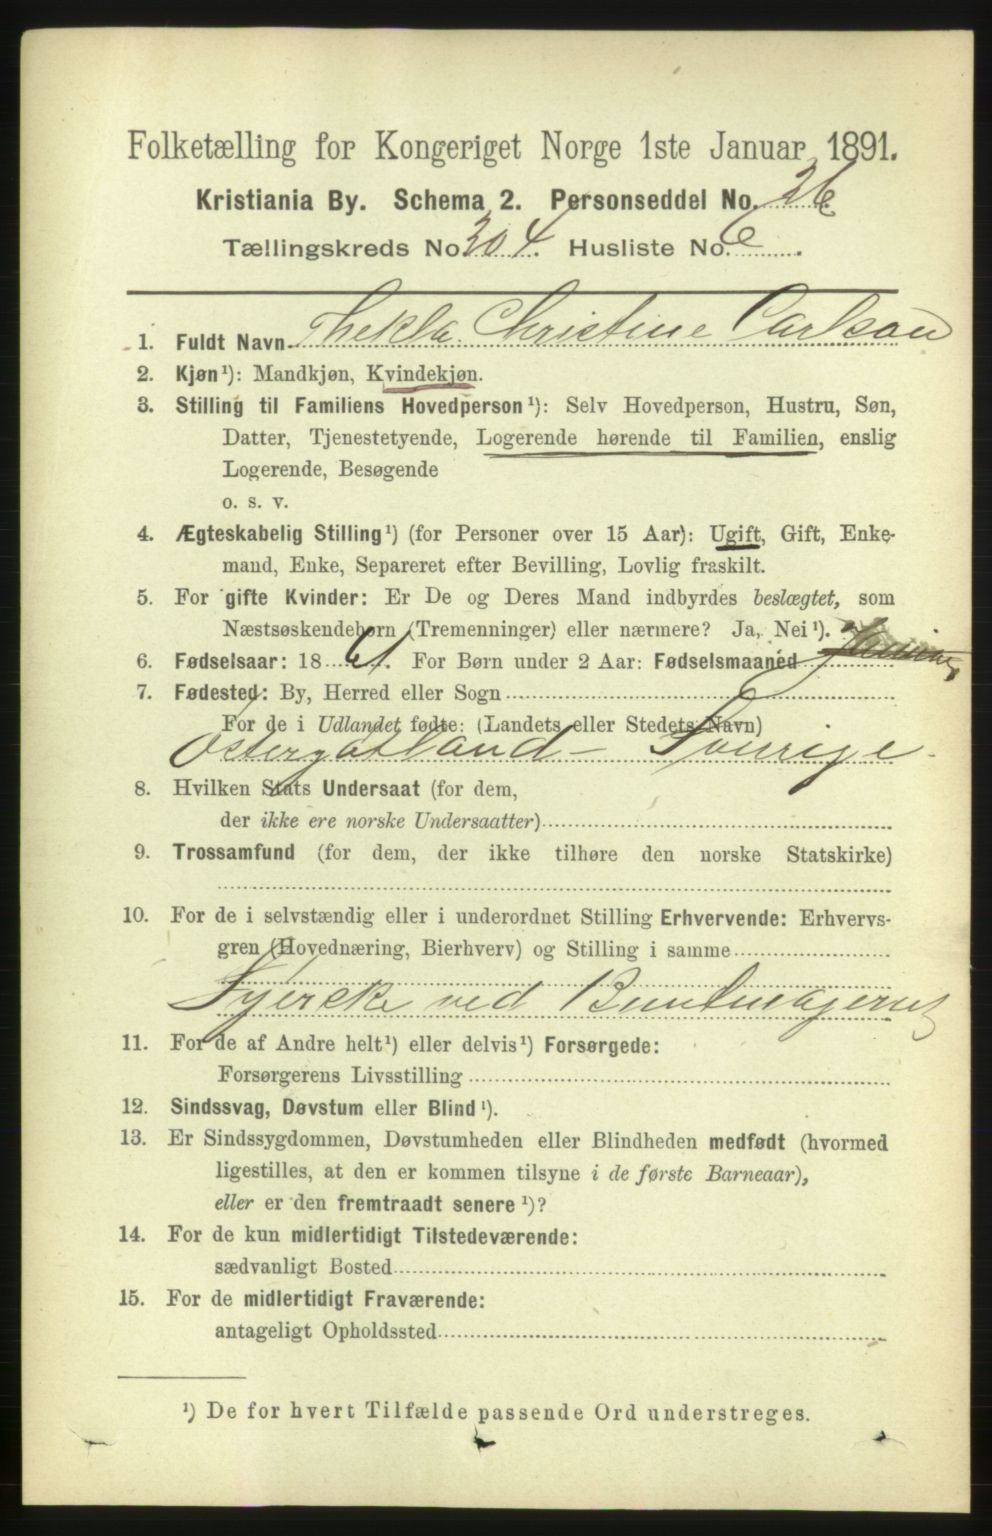 Folketælling for Kongeriget Norge 1ste Januar 1891.
Kristiania By. Schema 2. Personseddel No. 26.
Tællingskreds No. 304. Husliste No. 6.
1. Fuldt Navn Thekla Christine Carlson
2. Kjøn¹): Mandkjøn, Kvindekjøn.
3. Stilling til Familiens Hovedperson¹): Selv Hovedperson, Hustru, Søn,
Datter, Tjenestetyende, Logerende hørende til Familien, enslig
Logerende, Besøgende
o. s. v.
4. Ægteskabelig Stilling¹) (for Personer over 15 Aar): Ugift, Gift, Enke-
mand, Enke, Separeret efter Bevilling, Lovlig fraskilt.
5. For gifte Kvinder: Er De og Deres Mand indbyrdes beslægtet, som
Næstsøskendebørn (Tremenninger) eller nærmere? Ja, Nei¹).
6. Fødselsaar: 1861. For Børn under 2 Aar: Fødselsmaaned
7. Fødested: By, Herred eller Sogn
For de i Udlandet fødte: (Landets eller Stedets Navn)
Østergøtland - Sverige.
8. Hvilken Stats Undersaat (for dem,
der ikke ere norske Undersaatter)
9. Trossamfund (for dem, der ikke tilhøre den norske Statskirke)
10. For de i selvstændig eller i underordnet Stilling Erhvervende: Erhvervs-
gren (Hovednæring, Bierhverv) og Stilling i samme
Syerske ved Buntmageriet
11. For de af Andre helt¹) eller delvis¹) Forsørgede:
Forsørgerens Livsstilling
12. Sindssvag, Døvstum eller Blind¹).
13. Er Sindssygdommen, Døvstumheden eller Blindheden medfødt (hvormed
ligestilles, at den er kommen tilsyne i de første Barneaar),
eller er den fremtraadt senere¹)?
14. For de kun midlertidigt Tilstedeværende:
sædvanligt Bosted
15. For de midlertidigt Fraværende:
antageligt Opholdssted
¹) De for hvert Tilfælde passende Ord understreges.